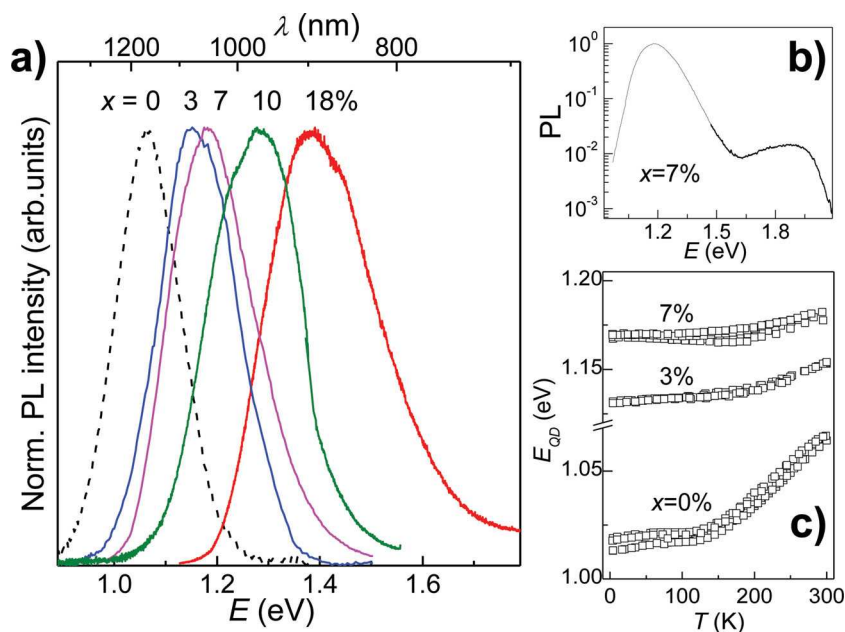 a)
λ (nm)
1200 1000 800
x = 0 3 7 10 18%
Norm. PL intensity (arb.units)
1.0 1.2 1.4 1.6
E (eV)
b)
PL
10⁰
10⁻¹
10⁻²
10⁻³
x=7%
1.2 1.5 1.8
E (eV)
c)
E_QD (eV)
1.20
1.15
1.05
1.00
7%
3%
x=0%
0 100 200 300
T (K)